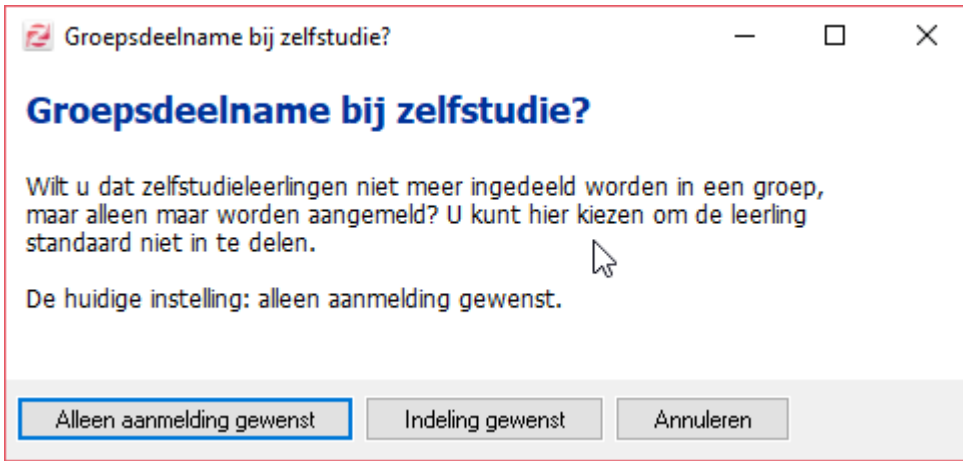 Groepsdeelname bij zelfstudie?
Groepsdeelname bij zelfstudie?
Wilt u dat zelfstudieleerlingen niet meer ingedeeld worden in een groep,
maar alleen maar worden aangemeld? U kunt hier kiezen om de leerling
standaard niet in te delen.
De huidige instelling: alleen aanmelding gewenst.
Alleen aanmelding gewenst Indeling gewenst Annuleren